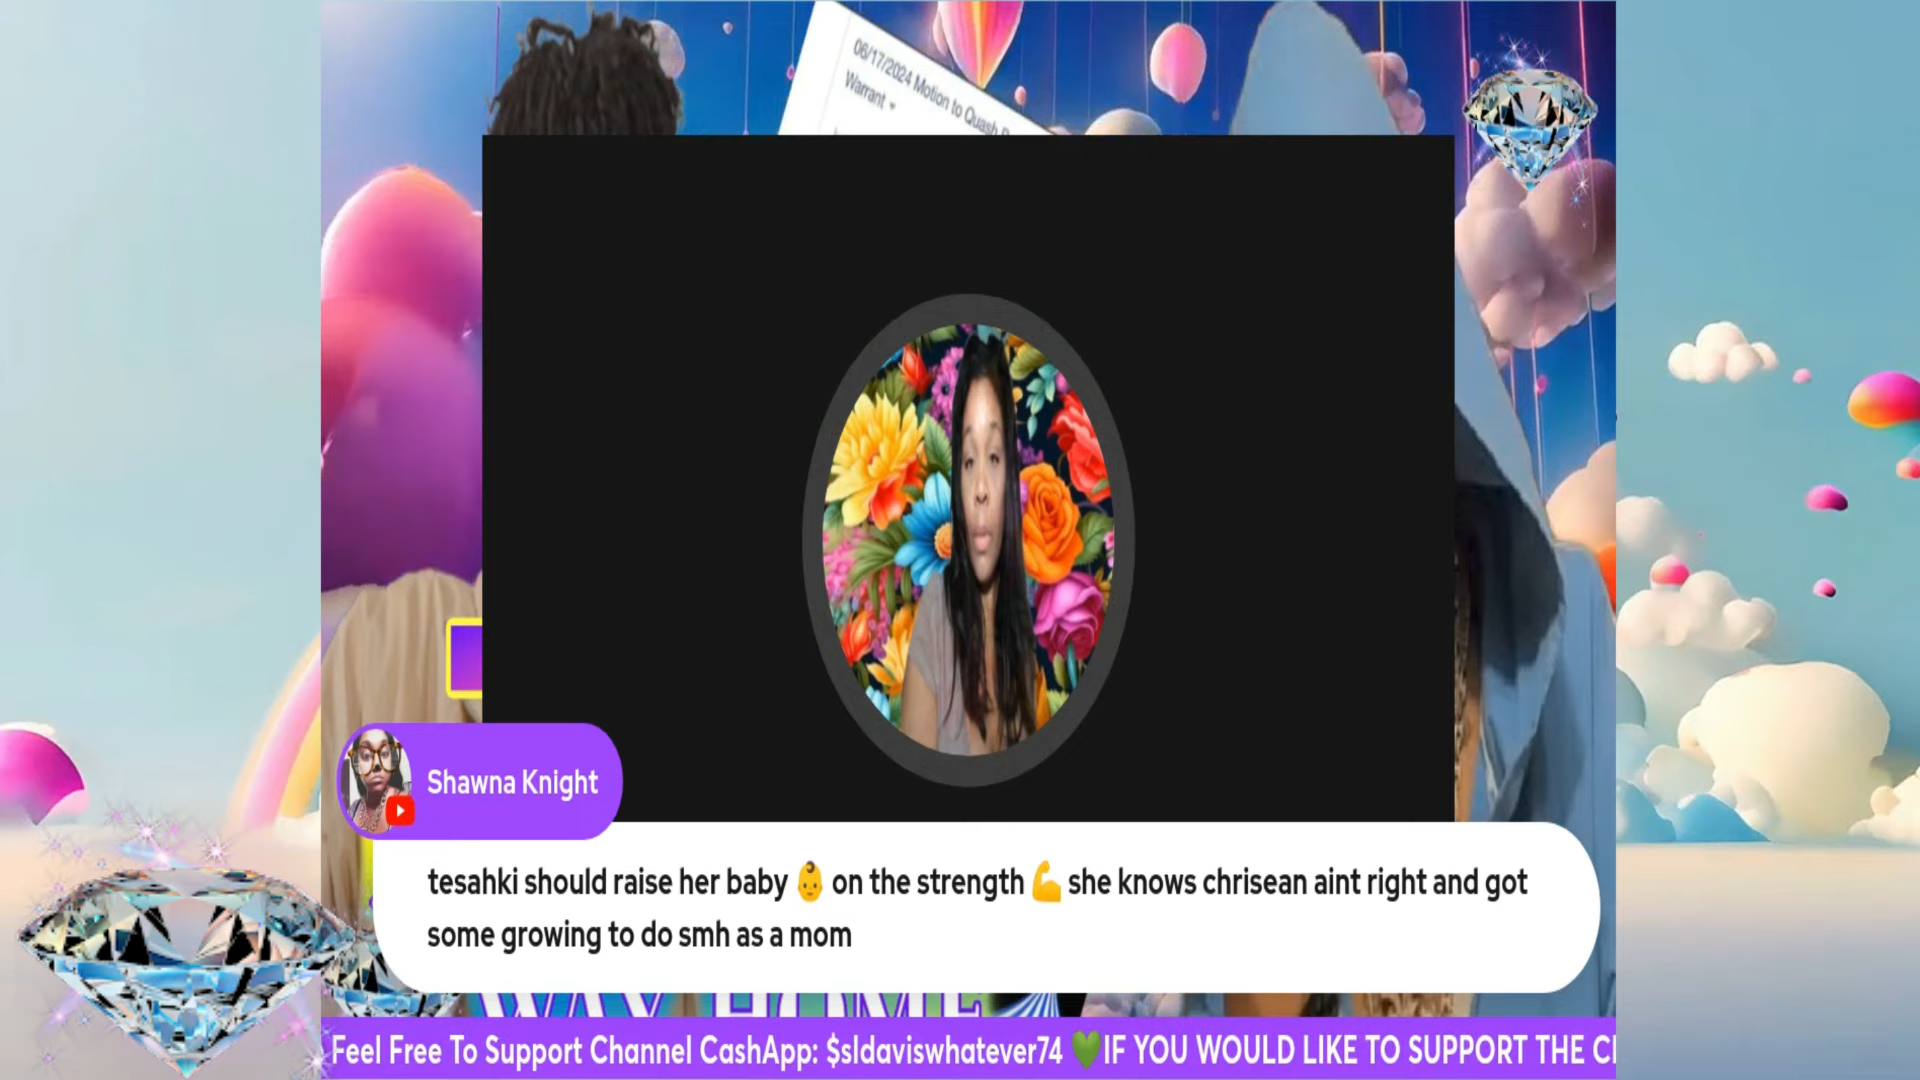 06/17/2024 Motion to Quash
Warrant
Shawna Knight
tesahki should raise her baby 👶 on the strength 💪 she knows chrisean aint right and got
some growing to do smh as a mom
WAY HOME
Feel Free To Support Channel CashApp: $sldaviswhatever74 💚IF YOU WOULD LIKE TO SUPPORT THE